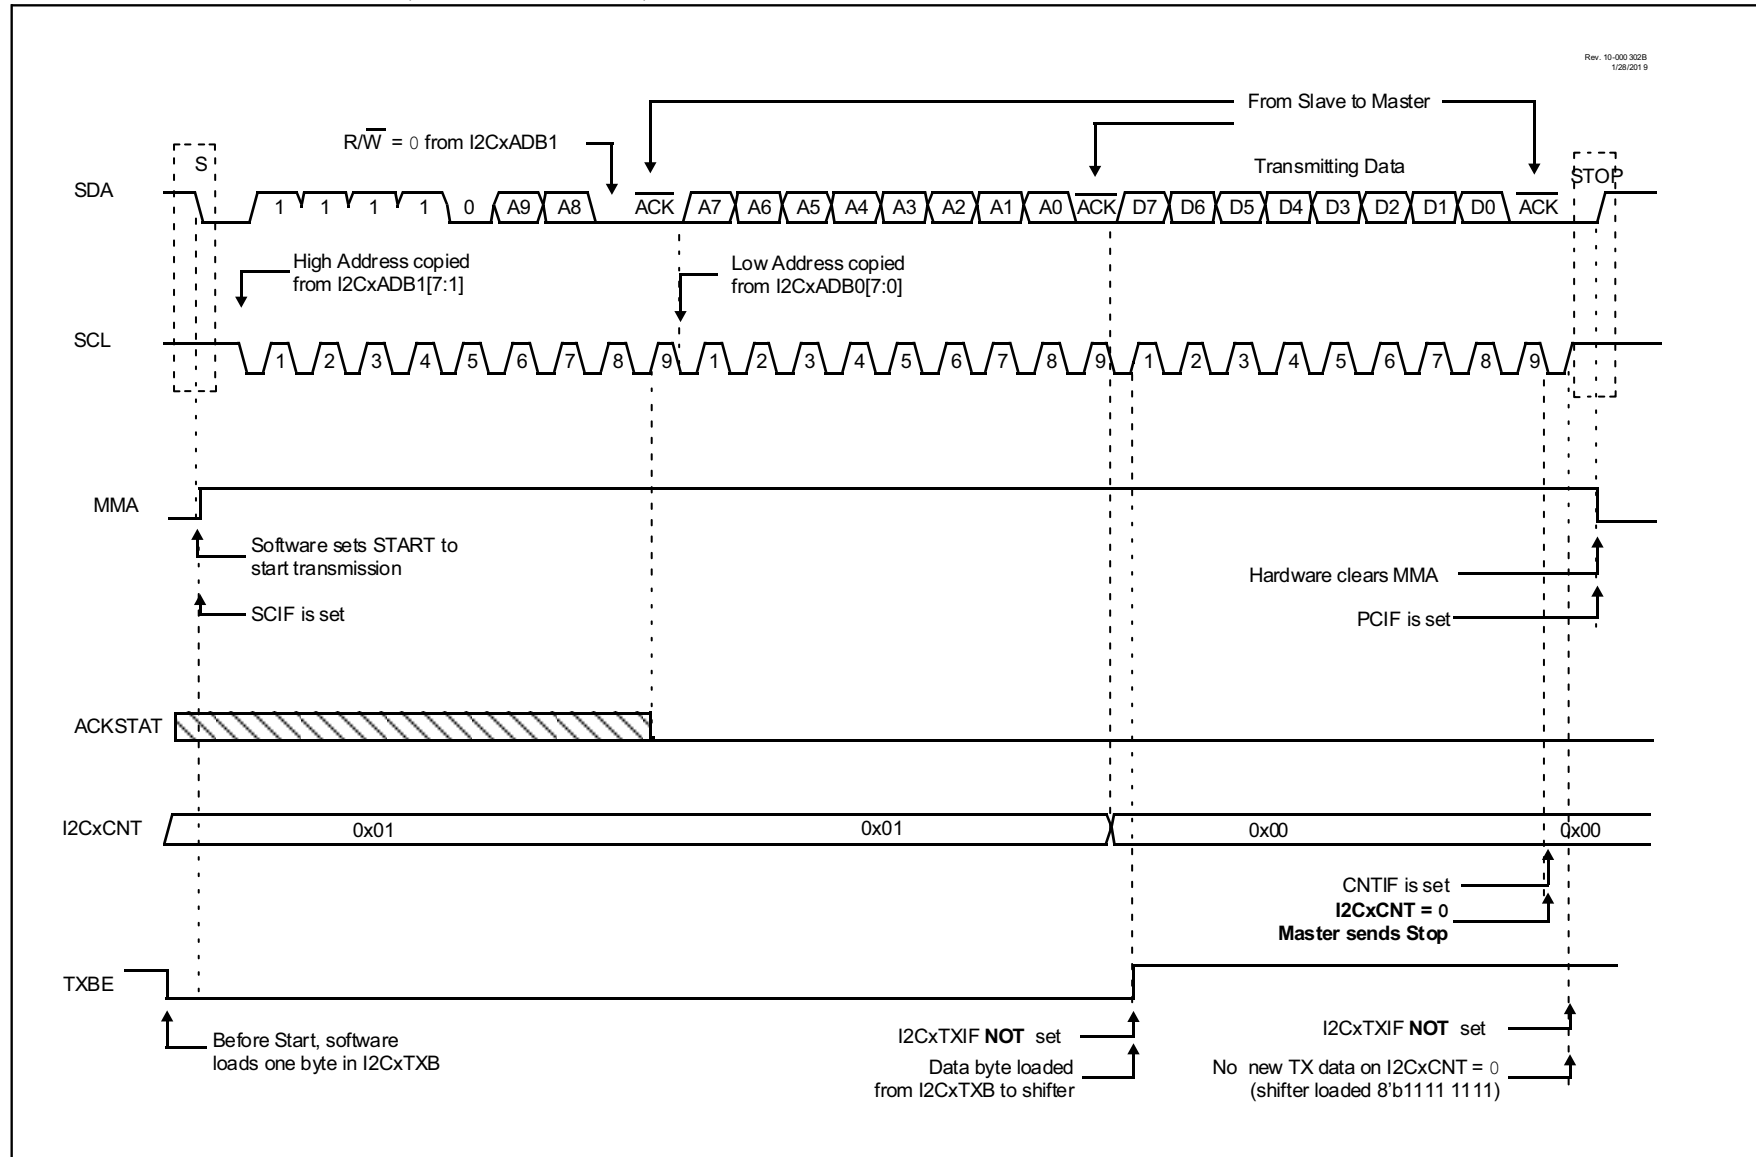 Rev. 10-000302B
1/28/2019
From Slave to Master
R/W = 0 from I2CxADB1
S
Transmitting Data
STOP
SDA
1 1 1 1 0 A9 A8 ACK A7 A6 A5 A4 A3 A2 A1 A0 ACK D7 D6 D5 D4 D3 D2 D1 D0 ACK
High Address copied
from I2CxADB1[7:1]
Low Address copied
from I2CxADB0[7:0]
SCL
1 2 3 4 5 6 7 8 9 1 2 3 4 5 6 7 8 9 1 2 3 4 5 6 7 8 9
MMA
Software sets START to
start transmission
Hardware clears MMA
SCIF is set
PCIF is set
ACKSTAT
I2CxCNT
0x01 0x01 0x00 0x00
CNTIF is set
I2CxCNT = 0
Master sends Stop
TXBE
Before Start, software
loads one byte in I2CxTXB
I2CxTXIF NOT set
Data byte loaded
from I2CxTXB to shifter
I2CxTXIF NOT set
No new TX data on I2CxCNT = 0
(shifter loaded 8'b1111 1111)